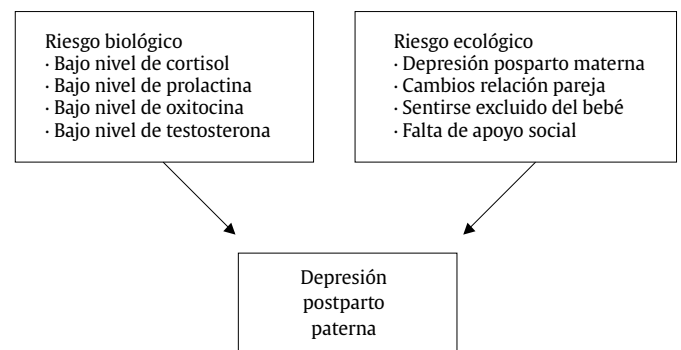 Riesgo biológico
· Bajo nivel de cortisol
· Bajo nivel de prolactina
· Bajo nivel de oxitocina
· Bajo nivel de testosterona
Riesgo ecológico
· Depresión posparto materna
· Cambios relación pareja
· Sentirse excluido del bebé
· Falta de apoyo social
Depresión
postparto
paterna